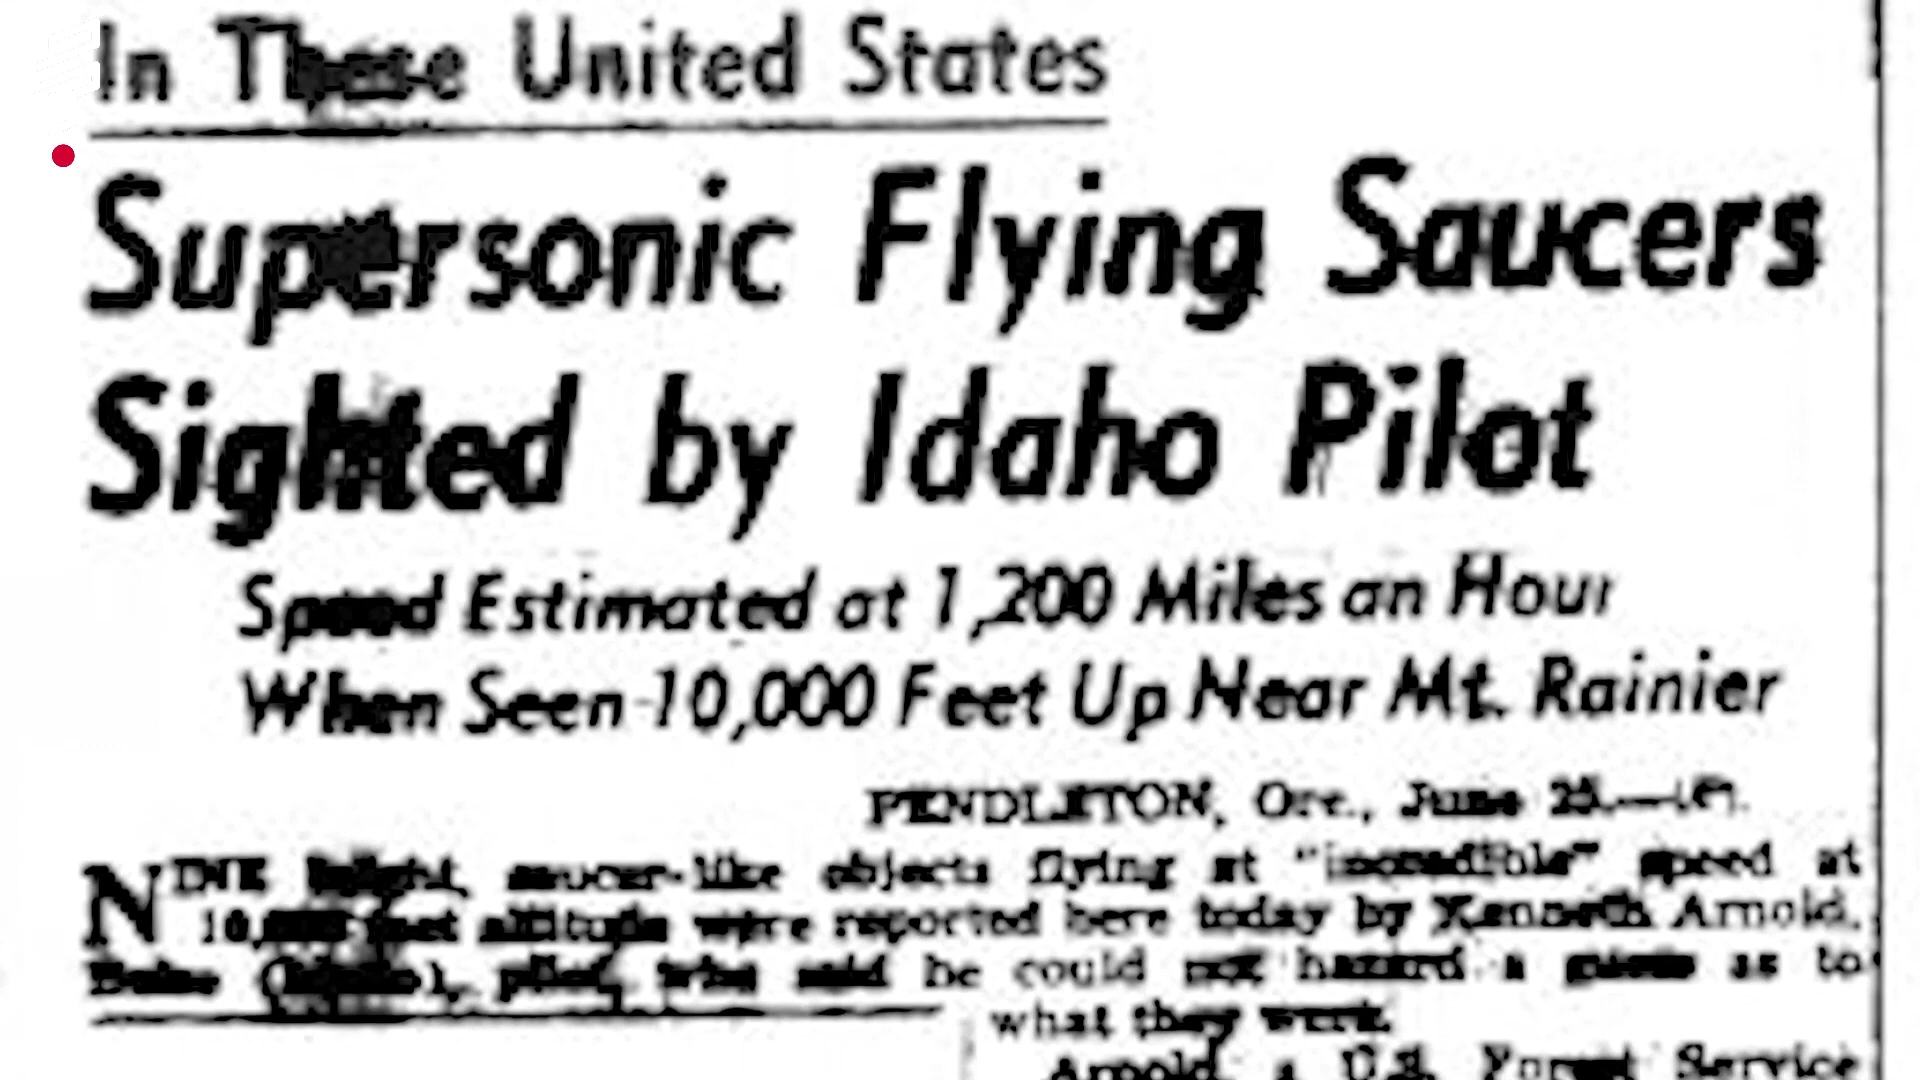 In These United States
Supersonic Flying Saucers
Sighted by Idaho Pilot
Speed Estimated at 1,200 Miles an Hour
When Seen 10,000 Feet Up Near Mt. Rainier
PENDLETON, Ore., June 25.—(P).
NINE bright saucer-like objects flying at "incredible" speed at
10,000 feet altitude were reported here today by Kenneth Arnold,
Boise (Idaho), pilot, who said he could not hazard a guess as to
what they were.
Arnold, a U.S. Forest Service